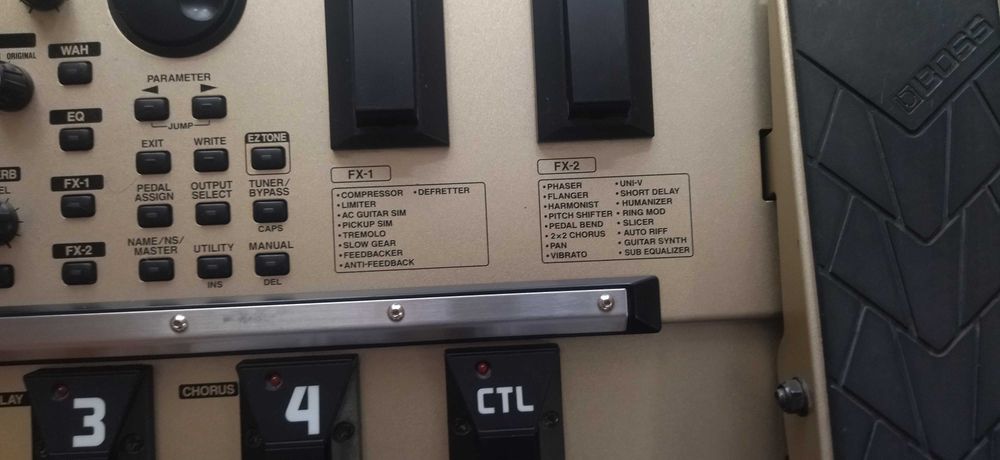 ORIGINAL
WAH
PARAMETER
JUMP
EQ
EXIT
WRITE
EZ TONE
FX-1
PEDAL
ASSIGN
OUTPUT
SELECT
TUNER/
BYPASS
CAPS
FX-2
NAME/NS/
MASTER
UTILITY
INS
MANUAL
DEL
FX-1
•COMPRESSOR •DEFRETTER
•LIMITER
•AC GUITAR SIM
•PICKUP SIM
•TREMOLO
•SLOW GEAR
•FEEDBACKER
•ANTI-FEEDBACK
FX-2
•PHASER •UNI-V
•FLANGER •SHORT DELAY
•HARMONIST •HUMANIZER
•PITCH SHIFTER •RING MOD
•PEDAL BEND •SLICER
•2×2 CHORUS •AUTO RIFF
•PAN •GUITAR SYNTH
•VIBRATO •SUB EQUALIZER
BOSS
3
CHORUS
4
CTL